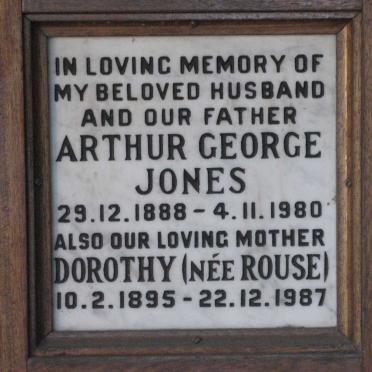 IN LOVING MEMORY OF
MY BELOVED HUSBAND
AND OUR FATHER
ARTHUR GEORGE
JONES
29.12.1888 - 4.11.1980
ALSO OUR LOVING MOTHER
DOROTHY (NÉE ROUSE)
10.2.1895 - 22.12.1987